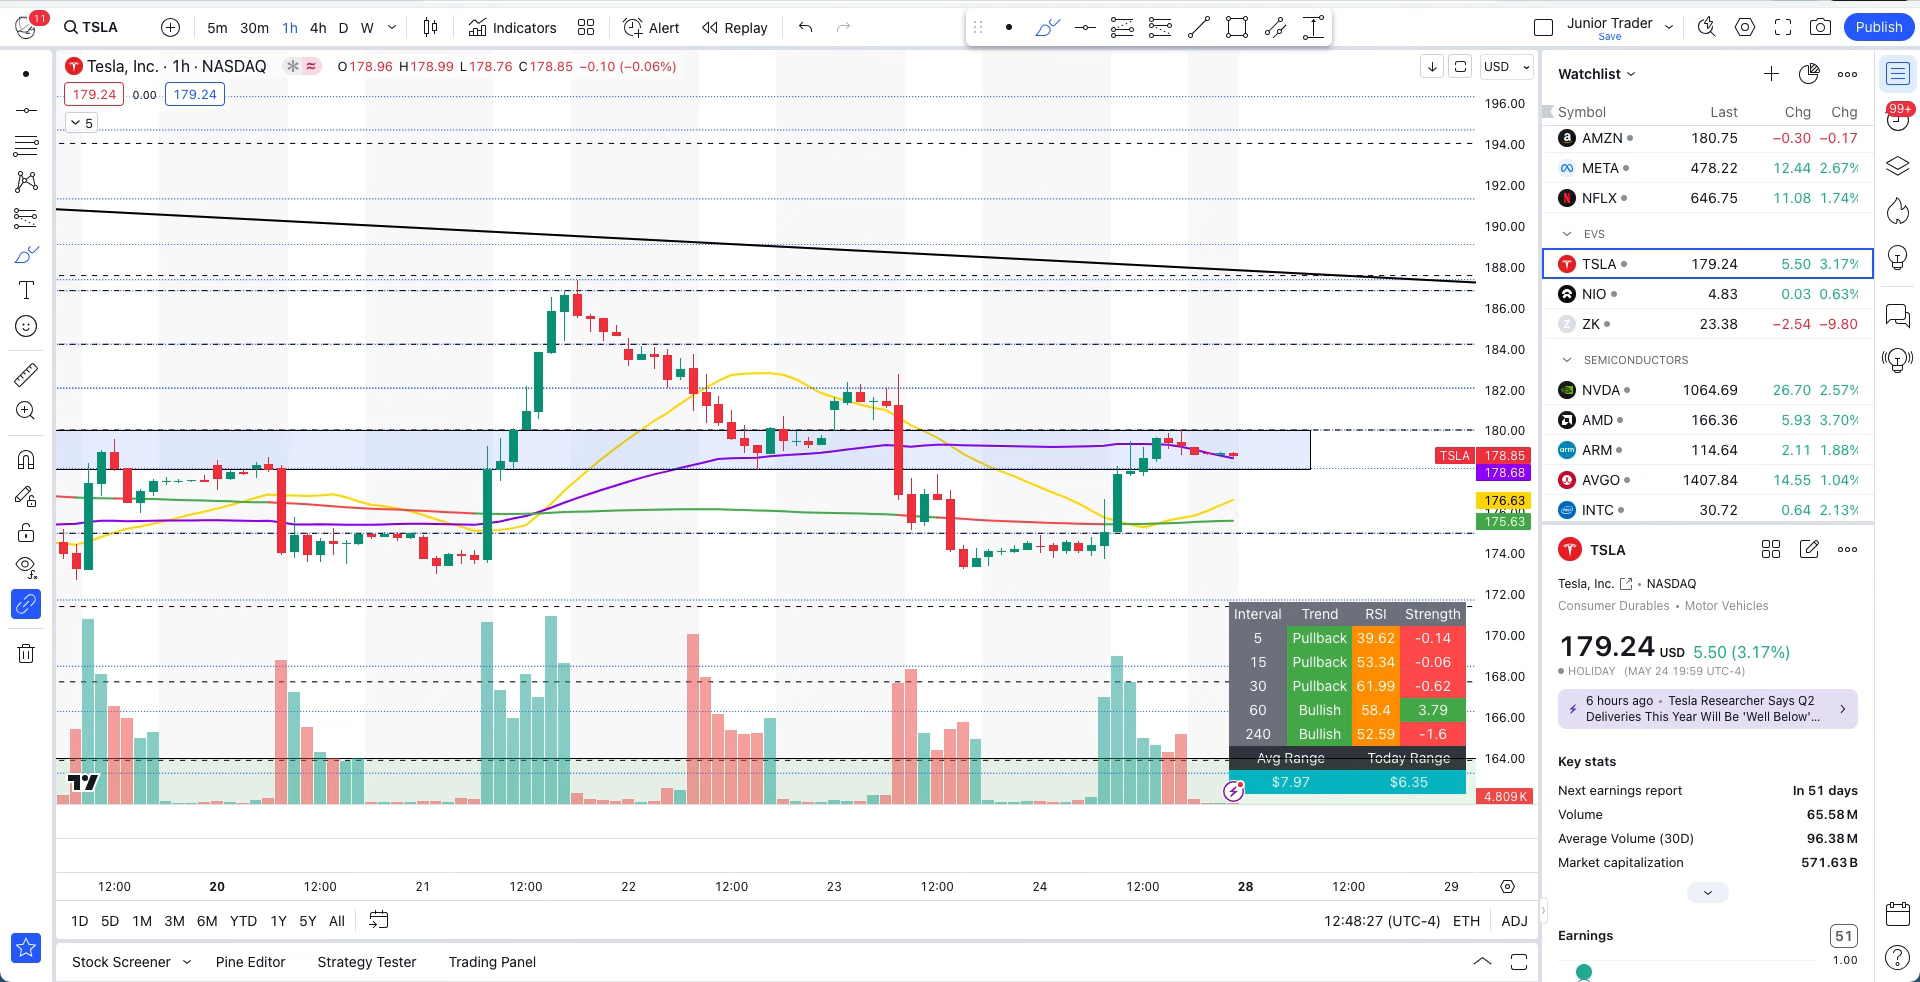 11
TSLA
5m 30m 1h 4h D W
Indicators
Alert
Replay
Junior Trader
Save
Publish
Tesla, Inc. · 1h · NASDAQ
O178.96 H178.99 L178.76 C178.85 −0.10 (−0.06%)
179.24 0.00 179.24
5
USD
196.00
194.00
192.00
190.00
188.00
186.00
184.00
182.00
180.00
TSLA 178.85
178.68
176.63
176.00
175.63
174.00
172.00
170.00
168.00
166.00
164.00
4.809K
Interval Trend RSI Strength
5 Pullback 39.62 -0.14
15 Pullback 53.34 -0.06
30 Pullback 61.99 -0.62
60 Bullish 58.4 3.79
240 Bullish 52.59 -1.6
Avg Range Today Range
$7.97 $6.35
12:00 20 12:00 21 12:00 22 12:00 23 12:00 24 12:00 28 12:00 29
1D 5D 1M 3M 6M YTD 1Y 5Y All
12:48:27 (UTC-4) ETH ADJ
Stock Screener Pine Editor Strategy Tester Trading Panel
Watchlist
Symbol Last Chg Chg
AMZN 180.75 −0.30 −0.17
META 478.22 12.44 2.67%
NFLX 646.75 11.08 1.74%
EVS
TSLA 179.24 5.50 3.17%
NIO 4.83 0.03 0.63%
Z ZK 23.38 −2.54 −9.80
SEMICONDUCTORS
NVDA 1064.69 26.70 2.57%
AMD 166.36 5.93 3.70%
arm ARM 114.64 2.11 1.88%
AVGO 1407.84 14.55 1.04%
INTC 30.72 0.64 2.13%
TSLA
Tesla, Inc. • NASDAQ
Consumer Durables • Motor Vehicles
179.24 USD 5.50 (3.17%)
HOLIDAY (MAY 24 19:59 UTC-4)
6 hours ago • Tesla Researcher Says Q2
Deliveries This Year Will Be 'Well Below'...
Key stats
Next earnings report In 51 days
Volume 65.58M
Average Volume (30D) 96.38M
Market capitalization 571.63B
Earnings 51
1.00
99+